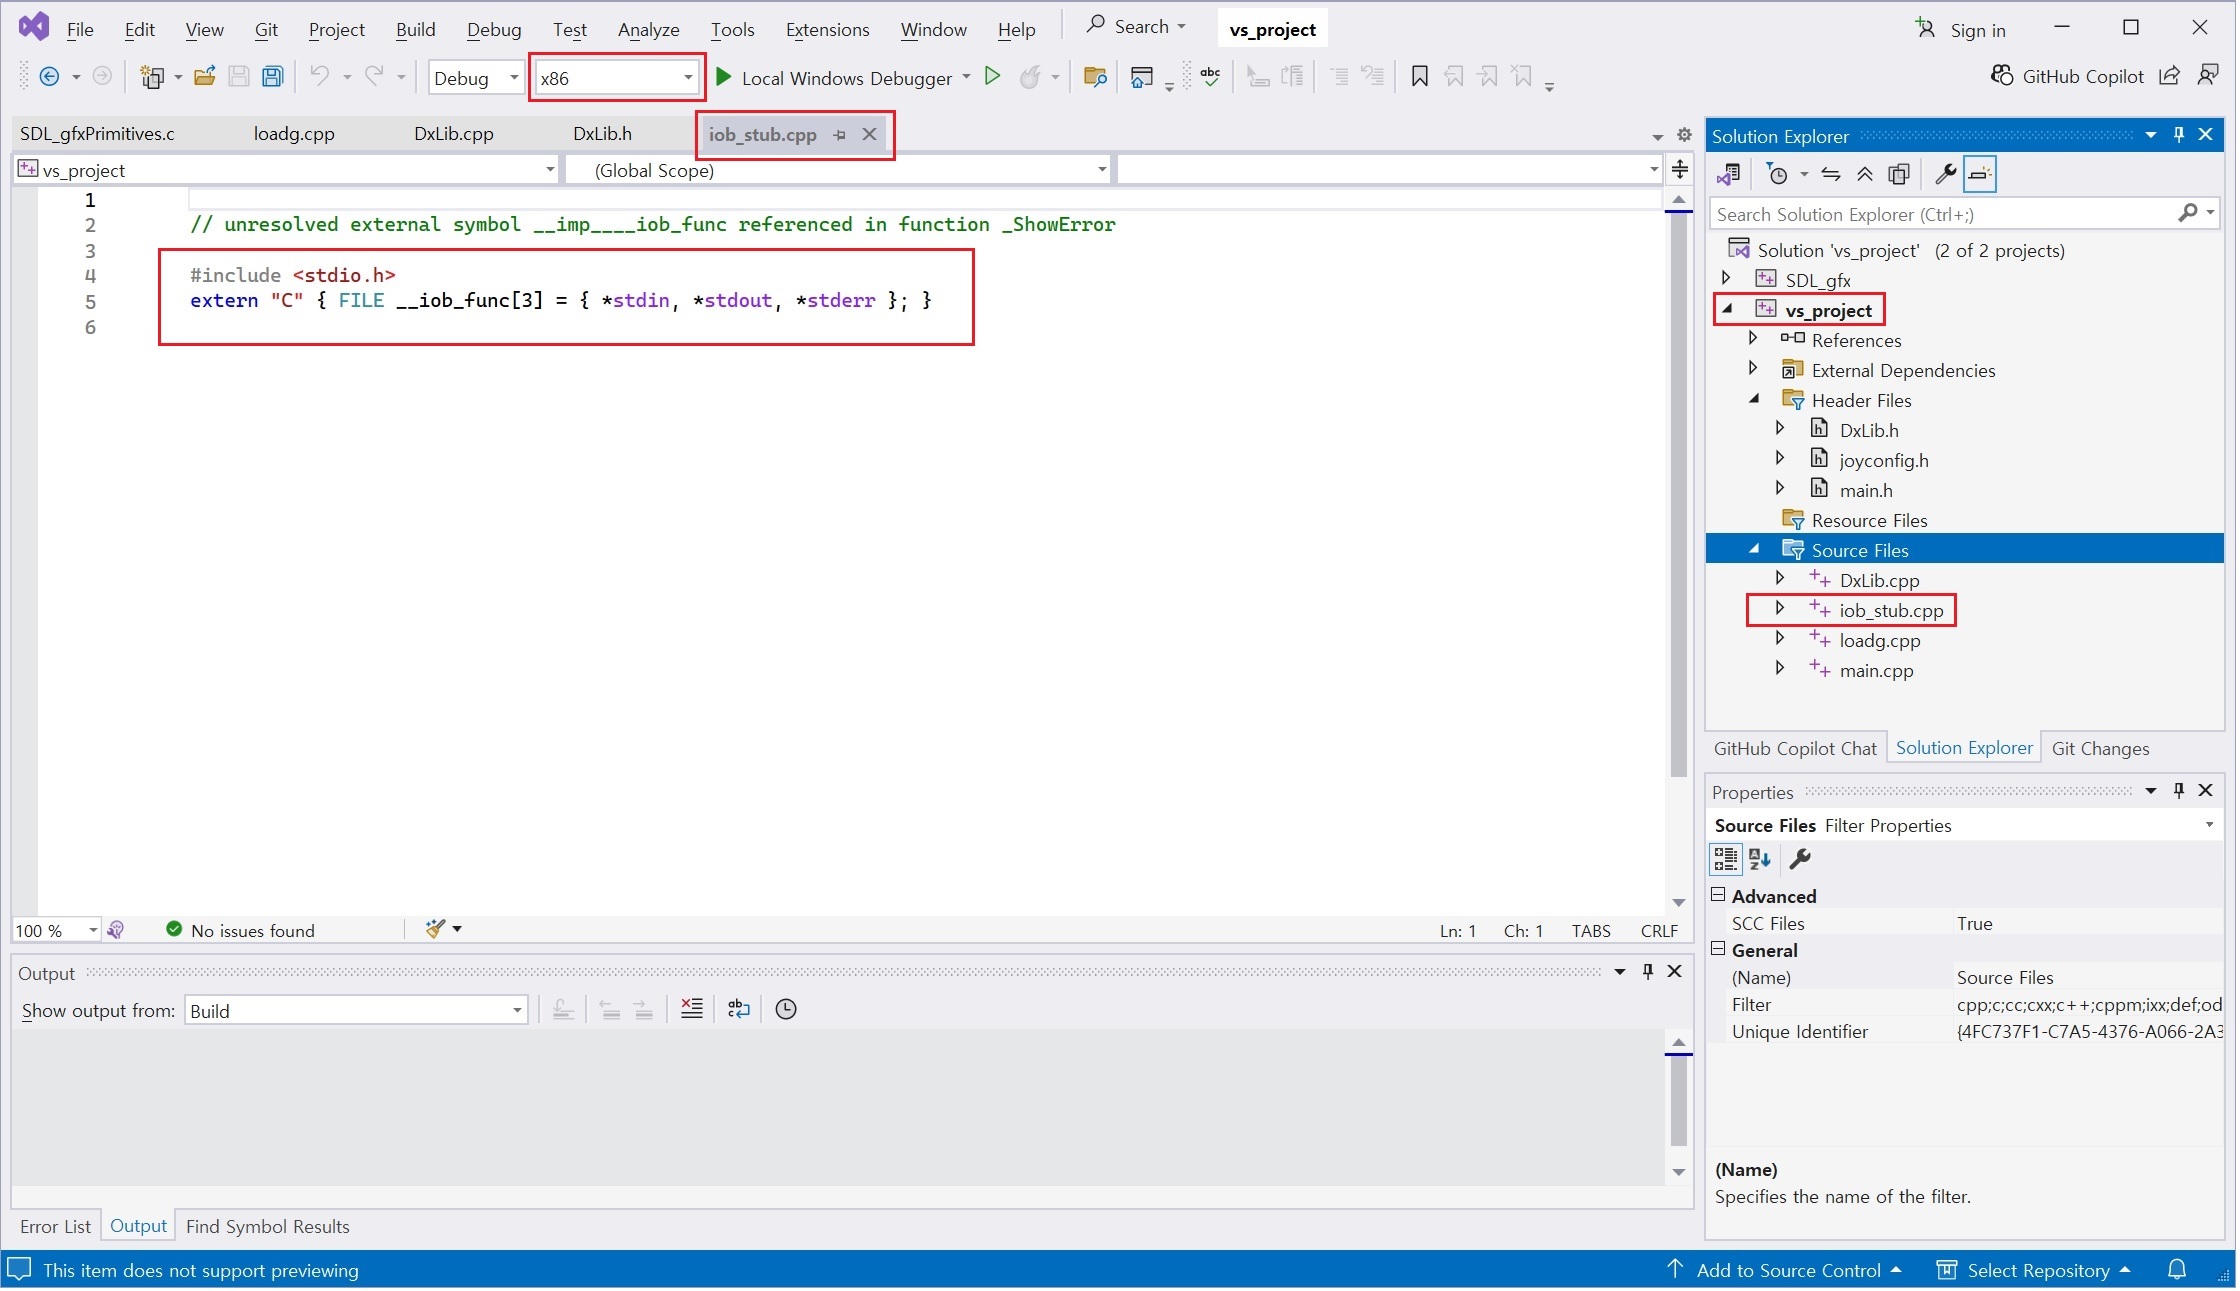 File Edit View Git Project Build Debug Test Analyze Tools Extensions Window Help Search vs_project Sign in
Debug x86 Local Windows Debugger abc GitHub Copilot
SDL_gfxPrimitives.c loadg.cpp DxLib.cpp DxLib.h iob_stub.cpp
vs_project (Global Scope)
1
2 // unresolved external symbol __imp____iob_func referenced in function _ShowError
3
4 #include <stdio.h>
5 extern "C" { FILE __iob_func[3] = { *stdin, *stdout, *stderr }; }
6
100 % No issues found Ln: 1 Ch: 1 TABS CRLF
Output
Show output from: Build
Error List Output Find Symbol Results
Solution Explorer
Search Solution Explorer (Ctrl+;)
Solution 'vs_project' (2 of 2 projects)
SDL_gfx
vs_project
References
External Dependencies
Header Files
DxLib.h
joyconfig.h
main.h
Resource Files
Source Files
DxLib.cpp
iob_stub.cpp
loadg.cpp
main.cpp
GitHub Copilot Chat Solution Explorer Git Changes
Properties
Source Files Filter Properties
Advanced
SCC Files True
General
(Name) Source Files
Filter cpp;c;cc;cxx;c++;cppm;ixx;def;od
Unique Identifier {4FC737F1-C7A5-4376-A066-2A3
(Name)
Specifies the name of the filter.
This item does not support previewing Add to Source Control Select Repository